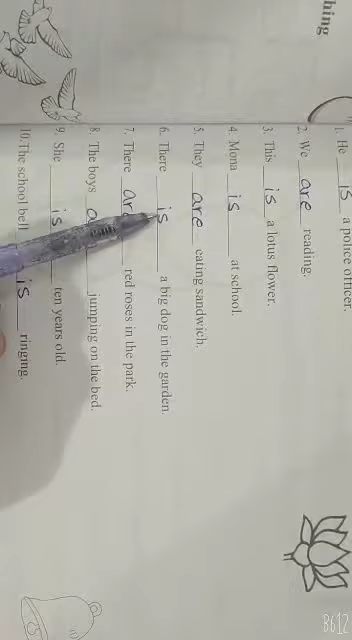 hing
1. He is a police officer.
2. We are reading.
3. This is a lotus flower.
4. Mona is at school.
5. They are eating sandwich.
6. There is a big dog in the garden.
7. There ar red roses in the park.
8. The boys a jumping on the bed.
9. She is ten years old.
10. The school bell is ringing.
B612